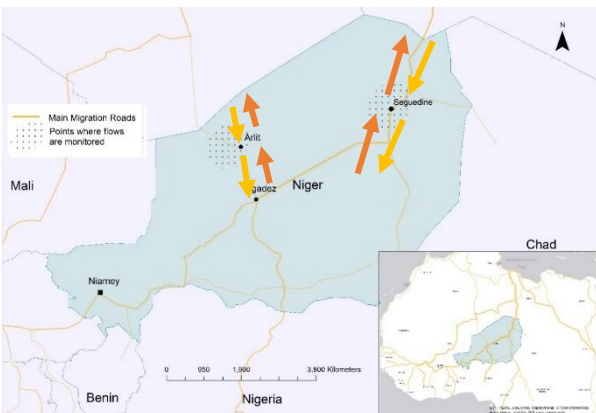 N
Main Migration Roads
Points where flows
are monitored
Seguedine
Arlit
Mali
gadez
Niger
Chad
Niamey
0 950 1,900 3,800 Kilometers
Benin
Nigeria